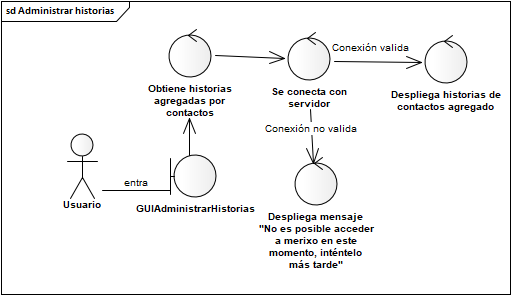 sd Administrar historias
Obtiene historias
agregadas por
contactos
Se conecta con
servidor
Conexión valida
Despliega historias de
contactos agregado
Conexión no valida
entra
Usuario
GUIAdministrarHistorias
Despliega mensaje
"No es posible acceder
a merixo en este
momento, inténtelo
más tarde"